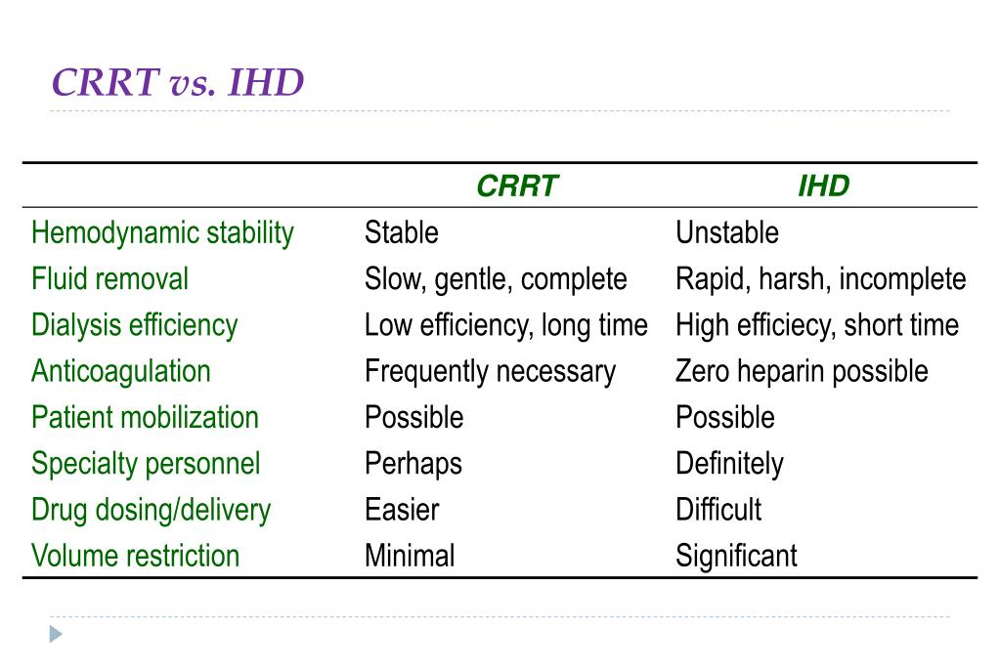 CRRT vs. IHD
CRRT IHD
Hemodynamic stability Stable Unstable
Fluid removal Slow, gentle, complete Rapid, harsh, incomplete
Dialysis efficiency Low efficiency, long time High efficiecy, short time
Anticoagulation Frequently necessary Zero heparin possible
Patient mobilization Possible Possible
Specialty personnel Perhaps Definitely
Drug dosing/delivery Easier Difficult
Volume restriction Minimal Significant